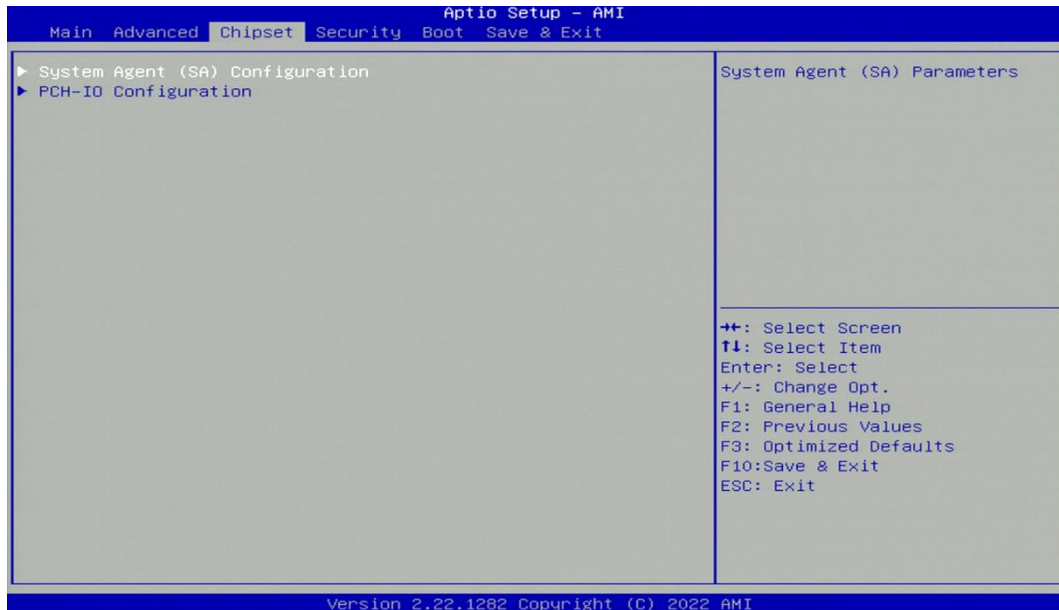 Aptio Setup – AMI
Main Advanced Chipset Security Boot Save & Exit
► System Agent (SA) Configuration
► PCH-IO Configuration
System Agent (SA) Parameters
→←: Select Screen
↑↓: Select Item
Enter: Select
+/-: Change Opt.
F1: General Help
F2: Previous Values
F3: Optimized Defaults
F10:Save & Exit
ESC: Exit
Version 2.22.1282 Copyright (C) 2022 AMI